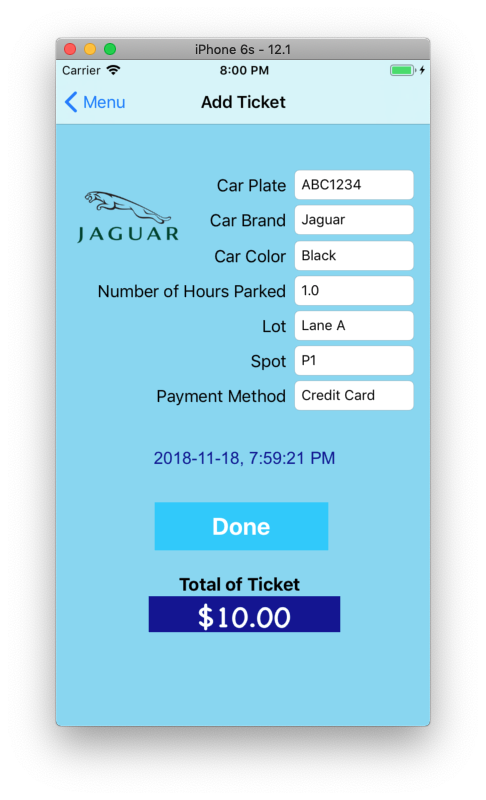 iPhone 6s - 12.1
Carrier 8:00 PM
Menu Add Ticket
Car Plate ABC1234
JAGUAR
Car Brand Jaguar
Car Color Black
Number of Hours Parked 1.0
Lot Lane A
Spot P1
Payment Method Credit Card
2018-11-18, 7:59:21 PM
Done
Total of Ticket
$10.00